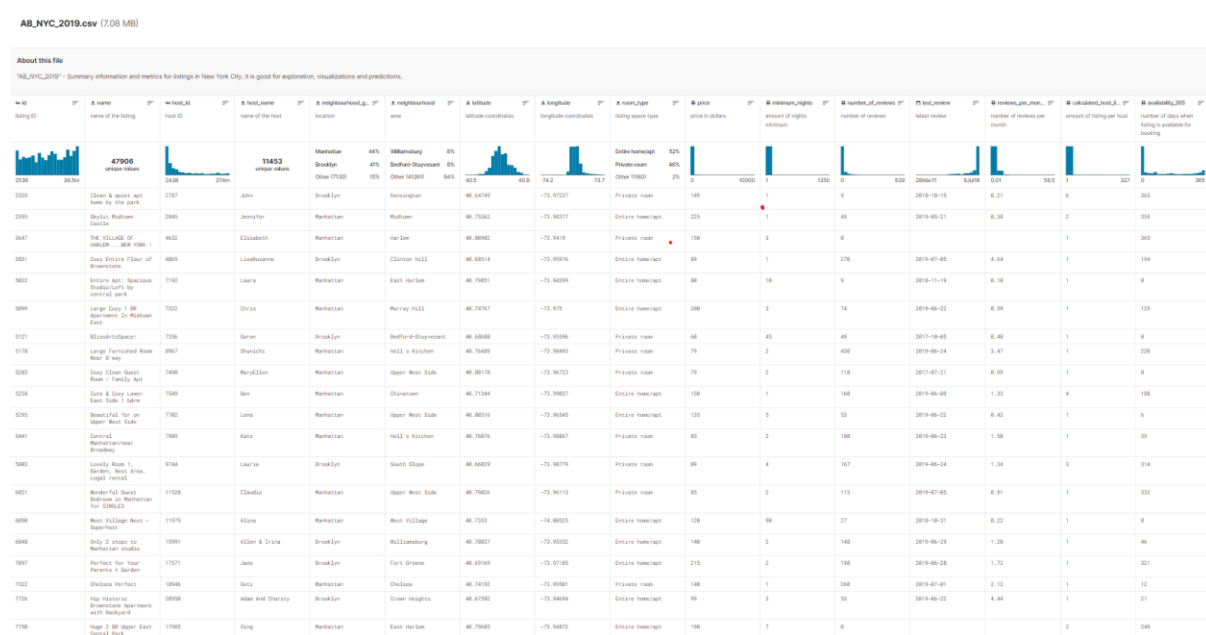 AB_NYC_2019.csv (7.08 MB)
About this file
"AB_NYC_2019" - Summary information and metrics for listings in New York City. It is good for exploration, visualizations and predictions.
id name host_id host_name neighbourhood_g... neighbourhood latitude longitude room_type price minimum_nights number_of_reviews last_review reviews_per_mon... calculated_host_li... availability_365
listing ID name of the listing host ID name of the host location area latitude coordinates longitude coordinates listing space type price in dollars amount of nights number of reviews latest review number of reviews per amount of listing per host number of days when
minimum month listing is available for
booking
47906 11453
unique values unique values
Manhattan 44% Williamsburg 8% Entire home/apt 52%
Brooklyn 41% Bedford-Stuyvesant 8% Private room 46%
Other 15% Other 84% Other 2%
2539 40.5 40.9 -74.2 -73.7 0 10000 1 1250 0 629 0.01 58.5 1 327 0 365
2539 Clean & quiet apt 2787 John Brooklyn Kensington 40.64749 -73.97237 Private room 149 1 9 2018-10-19 0.21 6 365
home by the park
2595 Skylit Midtown 2845 Jennifer Manhattan Midtown 40.75362 -73.98377 Entire home/apt 225 1 45 2019-05-21 0.38 2 355
Castle
3647 THE VILLAGE OF 4632 Elisabeth Manhattan Harlem 40.80902 -73.9419 Private room 150 3 0 1 365
HARLEM....NEW YORK !
3831 Cozy Entire Floor of 4869 LisaRoxanne Brooklyn Clinton Hill 40.68514 -73.95976 Entire home/apt 89 1 270 2019-07-05 4.64 1 194
Brownstone
5022 Entire Apt: Spacious 7192 Laura Manhattan East Harlem 40.79851 -73.94399 Entire home/apt 80 10 9 2018-11-19 0.10 1 0
Studio/Loft by
central park
5099 Large Cozy 1 BR 7322 Chris Manhattan Murray Hill 40.74767 -73.975 Entire home/apt 200 3 74 2019-06-22 0.59 1 129
Apartment In Midtown
East
5121 BlissArtsSpace! 7356 Garon Brooklyn Bedford-Stuyvesant 40.68688 -73.95596 Private room 60 45 49 2017-10-05 0.40 1 0
5178 Large Furnished Room 8967 Shunichi Manhattan Hell's Kitchen 40.76489 -73.98493 Private room 79 2 430 2019-06-24 3.47 1 220
Near B'way
5203 Cozy Clean Guest 7490 MaryEllen Manhattan Upper West Side 40.80178 -73.96723 Private room 79 2 118 2017-07-21 0.99 1 0
Room - Family Apt
5238 Cute & Cozy Lower 7549 Ben Manhattan Chinatown 40.71344 -73.99037 Entire home/apt 150 1 160 2019-06-09 1.33 4 188
East Side 1 bdrm
5295 Beautiful 1br on 7702 Lena Manhattan Upper West Side 40.80316 -73.96545 Entire home/apt 135 5 53 2019-06-22 0.43 1 6
Upper West Side
5441 Central 7989 Kate Manhattan Hell's Kitchen 40.76076 -73.98867 Private room 85 2 188 2019-06-23 1.50 1 39
Manhattan/near
Broadway
5803 Lovely Room 1, 9744 Laurie Brooklyn South Slope 40.66829 -73.98779 Private room 89 4 167 2019-06-24 1.34 3 314
Garden, Best Area,
Legal rental
6021 Wonderful Guest 11528 Claudio Manhattan Upper West Side 40.79826 -73.96113 Private room 85 2 113 2019-07-05 0.91 1 333
Bedroom in Manhattan
for SINGLES
6090 West Village Nest - 11975 Alina Manhattan West Village 40.7353 -74.00525 Entire home/apt 120 90 27 2018-10-31 0.22 1 0
Superhost
6848 Only 2 stops to 15991 Allen & Irina Brooklyn Williamsburg 40.70837 -73.95352 Entire home/apt 140 2 148 2019-06-29 1.20 1 46
Manhattan studio
7097 Perfect for Your 17571 Jane Brooklyn Fort Greene 40.69169 -73.97185 Entire home/apt 215 2 198 2019-06-28 1.72 1 321
Parents + Garden
7322 Chelsea Perfect 18946 Doti Manhattan Chelsea 40.74192 -73.99501 Private room 140 1 260 2019-07-01 2.12 1 12
7726 Hip Historic 20950 Adam And Charity Brooklyn Crown Heights 40.67592 -73.94694 Entire home/apt 99 3 53 2019-06-22 4.44 1 21
Brownstone Apartment
with Backyard
7750 Huge 2 BR Upper East 17985 Sing Manhattan East Harlem 40.79685 -73.94872 Entire home/apt 190 7 0 2 249
Cental Park